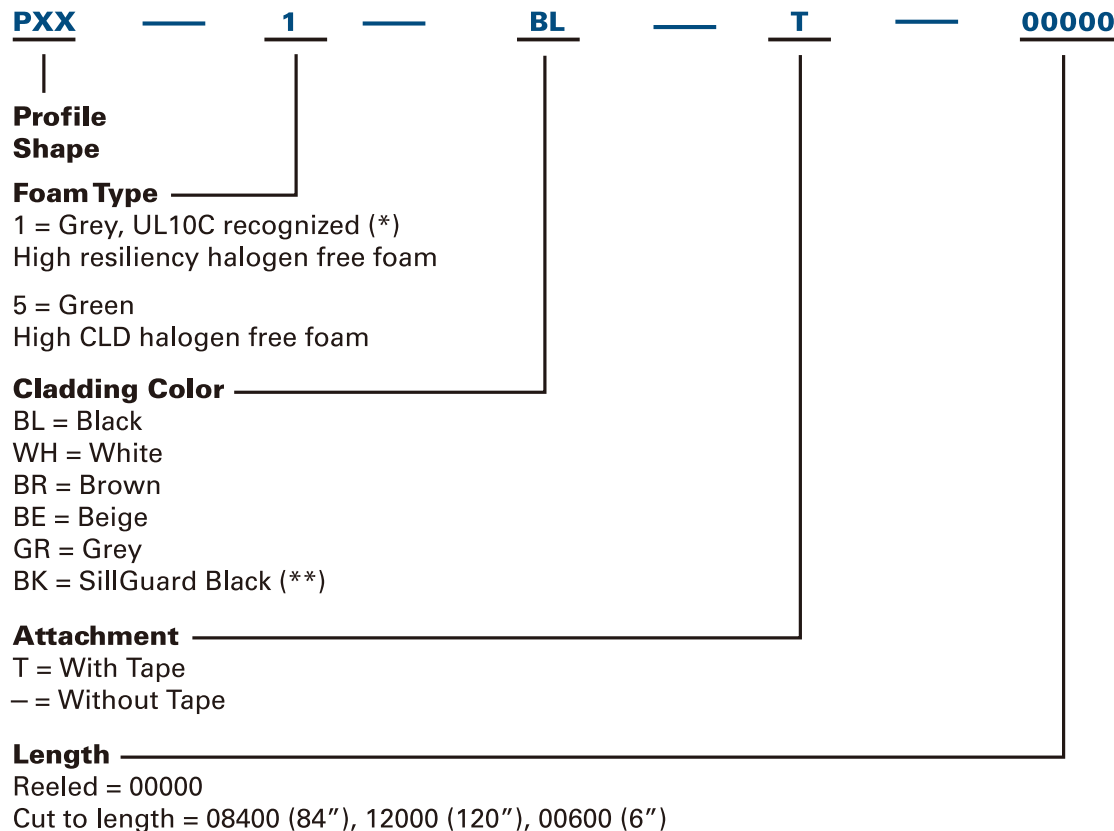 PXX — 1 — BL — T — 00000
Profile
Shape
Foam Type
1 = Grey, UL10C recognized (*)
High resiliency halogen free foam
5 = Green
High CLD halogen free foam
Cladding Color
BL = Black
WH = White
BR = Brown
BE = Beige
GR = Grey
BK = SillGuard Black (**)
Attachment
T = With Tape
— = Without Tape
Length
Reeled = 00000
Cut to length = 08400 (84”), 12000 (120”), 00600 (6”)